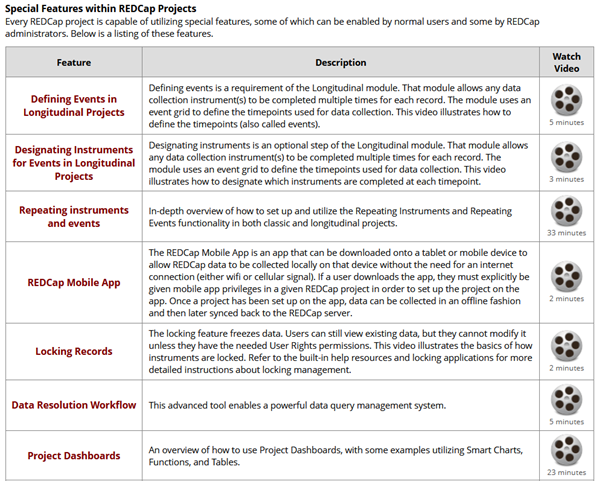 Special Features within REDCap Projects
Every REDCap project is capable of utilizing special features, some of which can be enabled by normal users and some by REDCap
administrators. Below is a listing of these features.
Feature
Description
Watch
Video
Defining Events in
Longitudinal Projects
Defining events is a requirement of the Longitudinal module. That module allows any data
collection instrument(s) to be completed multiple times for each record. The module uses an
event grid to define the timepoints used for data collection. This video illustrates how to
define the timepoints (also called events).
5 minutes
Designating Instruments
for Events in Longitudinal
Projects
Designating instruments is an optional step of the Longitudinal module. That module allows
any data collection instrument(s) to be completed multiple times for each record. The
module uses an event grid to define the timepoints used for data collection. This video
illustrates how to designate which instruments are completed at each timepoint.
3 minutes
Repeating instruments
and events
In-depth overview of how to set up and utilize the Repeating Instruments and Repeating
Events functionality in both classic and longitudinal projects.
33 minutes
REDCap Mobile App
The REDCap Mobile App is an app that can be downloaded onto a tablet or mobile device to
allow REDCap data to be collected locally on that device without the need for an internet
connection (either wifi or cellular signal). If a user downloads the app, they must explicitly be
given mobile app privileges in a given REDCap project in order to set up the project on the
app. Once a project has been set up on the app, data can be collected in an offline fashion
and then later synced back to the REDCap server.
2 minutes
Locking Records
The locking feature freezes data. Users can still view existing data, but they cannot modify it
unless they have the needed User Rights permissions. This video illustrates the basics of how
instruments are locked. Refer to the built-in help resources and locking applications for more
detailed instructions about locking management.
2 minutes
Data Resolution Workflow
This advanced tool enables a powerful data query management system.
5 minutes
Project Dashboards
An overview of how to use Project Dashboards, with some examples utilizing Smart Charts,
Functions, and Tables.
23 minutes